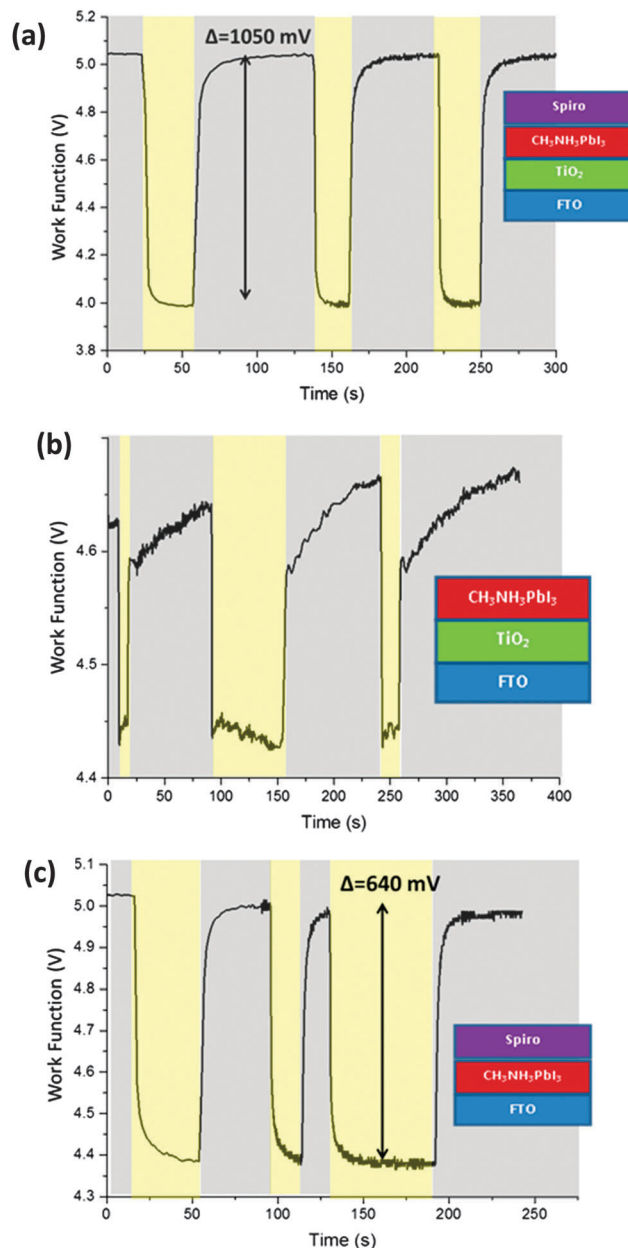 (a)
Δ=1050 mV
5.0
4.8
4.6
4.4
4.2
4.0
3.8
Work Function (V)
0 50 100 150 200 250 300
Time (s)
Spiro
CH₃NH₃PbI₃
TiO₂
FTO
(b)
4.6
4.4
Work Function (V)
0 50 100 150 200 250 300 350 400
Time (s)
CH₃NH₃PbI₃
TiO₂
FTO
(c)
Δ=640 mV
5.1
5.0
4.9
4.8
4.7
4.6
4.5
4.4
4.3
Work Function (V)
0 50 100 150 200 250
Time (s)
Spiro
CH₃NH₃PbI₃
FTO